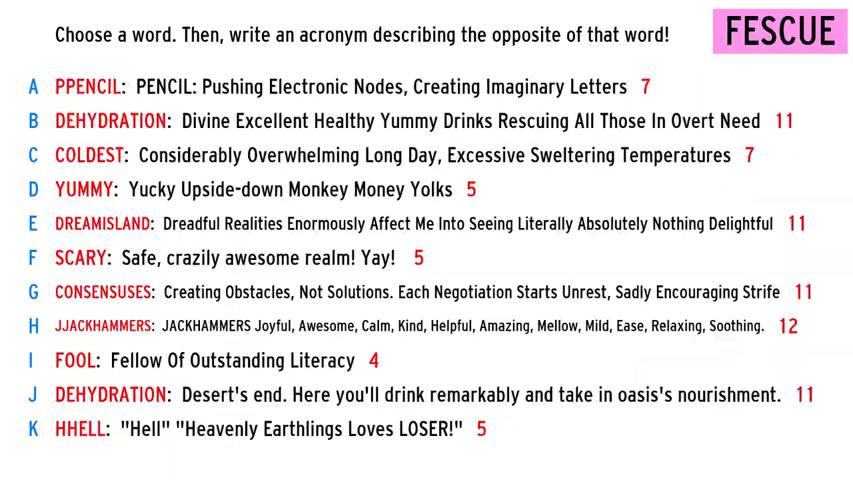 Choose a word. Then, write an acronym describing the opposite of that word!
FESCUE
A PPENCIL: PENCIL: Pushing Electronic Nodes, Creating Imaginary Letters 7
B DEHYDRATION: Divine Excellent Healthy Yummy Drinks Rescuing All Those In Overt Need 11
C COLDEST: Considerably Overwhelming Long Day, Excessive Sweltering Temperatures 7
D YUMMY: Yucky Upside-down Monkey Money Yolks 5
E DREAMISLAND: Dreadful Realities Enormously Affect Me Into Seeing Literally Absolutely Nothing Delightful 11
F SCARY: Safe, crazily awesome realm! Yay! 5
G CONSENSUSES: Creating Obstacles, Not Solutions. Each Negotiation Starts Unrest, Sadly Encouraging Strife 11
H JJACKHAMMERS: JACKHAMMERS Joyful, Awesome, Calm, Kind, Helpful, Amazing, Mellow, Mild, Ease, Relaxing, Soothing. 12
I FOOL: Fellow Of Outstanding Literacy 4
J DEHYDRATION: Desert's end. Here you'll drink remarkably and take in oasis's nourishment. 11
K HHELL: "Hell" "Heavenly Earthlings Loves LOSER!" 5